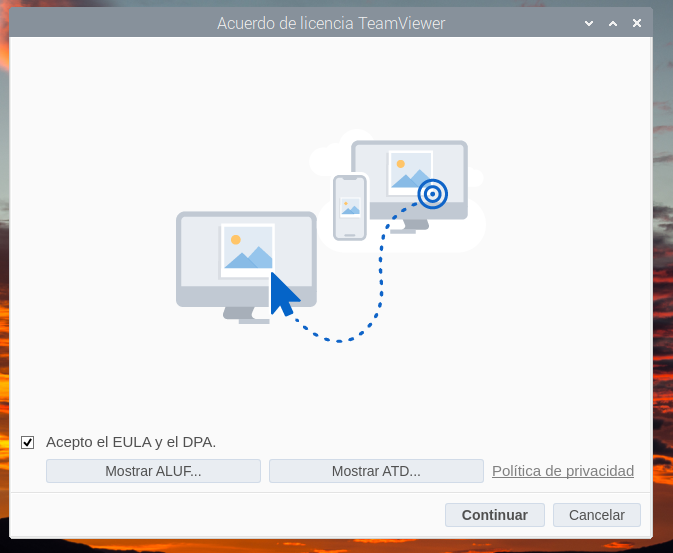 Acuerdo de licencia TeamViewer
Acepto el EULA y el DPA.
Mostrar ALUF... Mostrar ATD... Política de privacidad
Continuar Cancelar